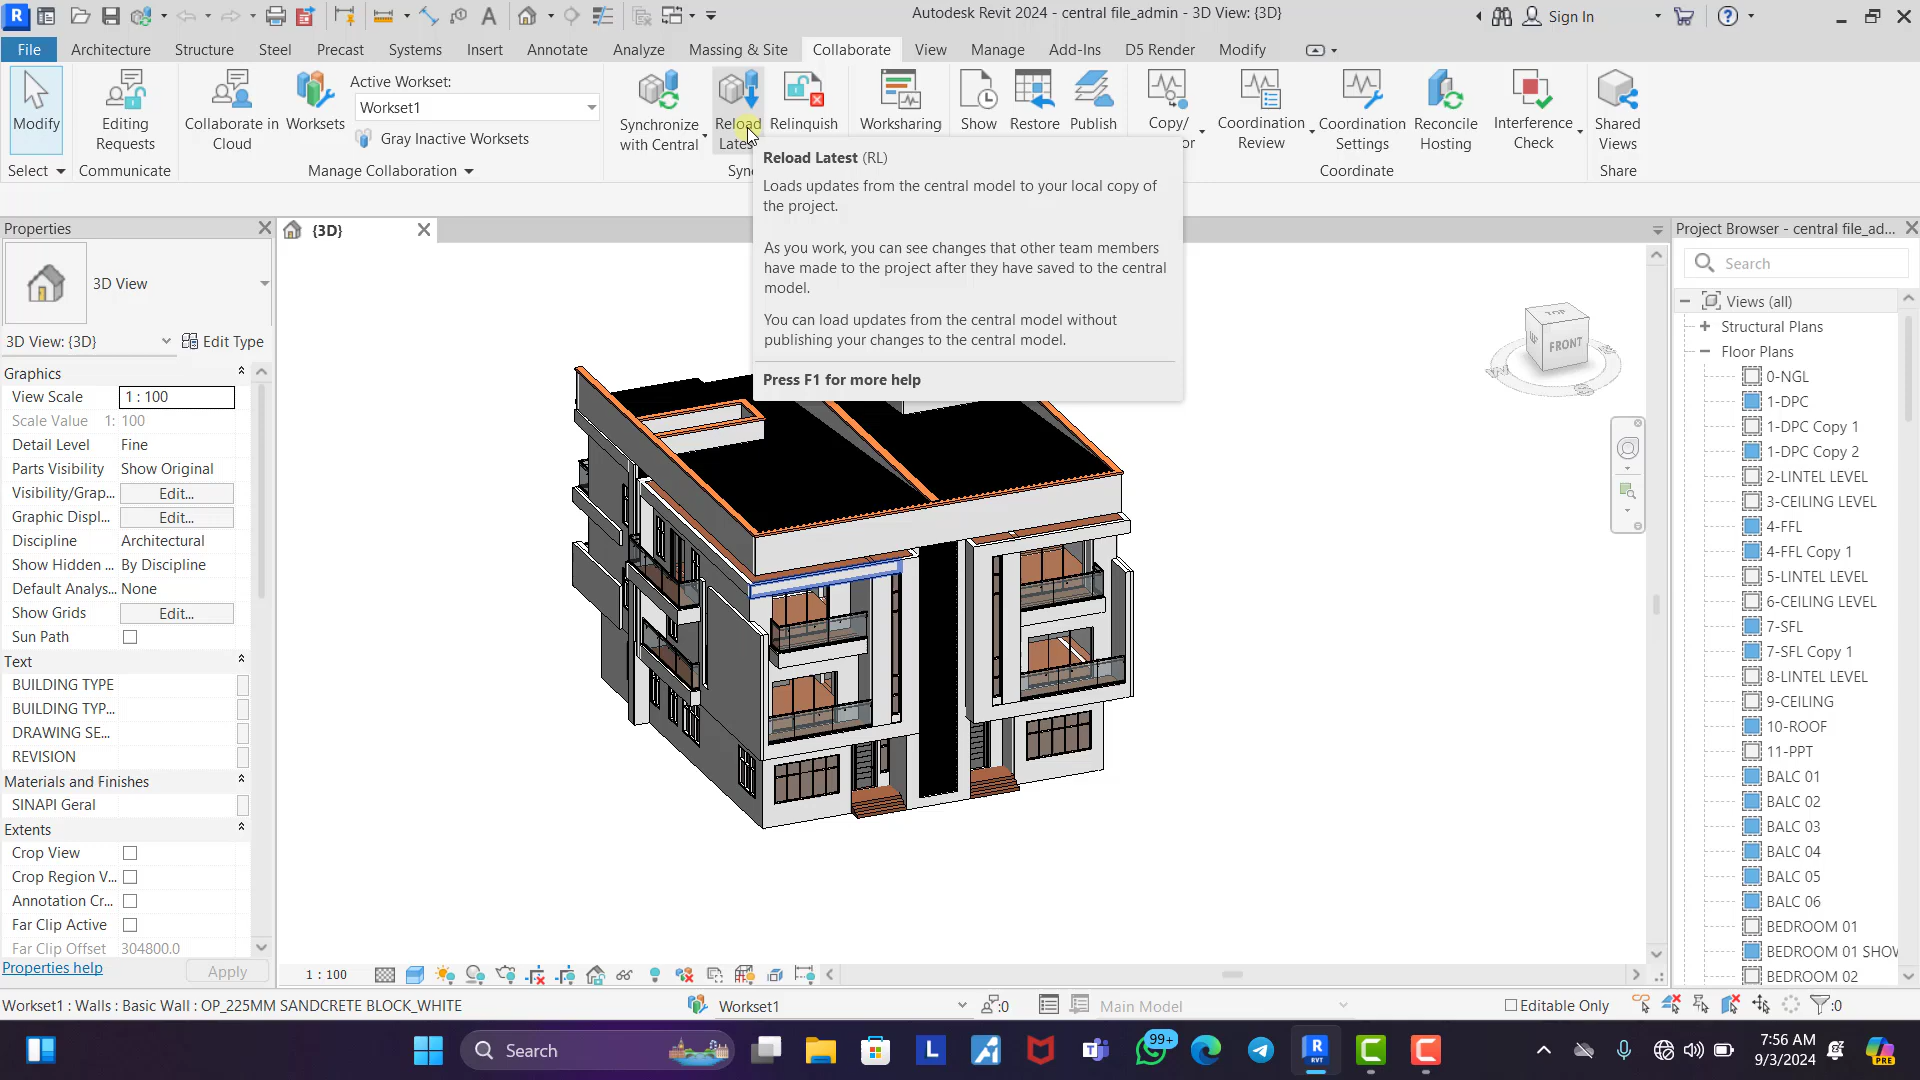 Autodesk Revit 2024 - central file_admin - 3D View: {3D}
Sign In
File
Architecture
Structure
Steel
Precast
Systems
Insert
Annotate
Analyze
Massing & Site
Collaborate
View
Manage
Add-Ins
D5 Render
Modify
Modify
Select
Editing
Requests
Communicate
Collaborate in
Cloud
Worksets
Active Workset:
Workset1
Gray Inactive Worksets
Manage Collaboration
Synchronize
with Central
Reload
Relinquish
Worksharing
Show
Restore
Publish
Copy/
Coordination
Review
Coordination
Settings
Reconcile
Hosting
Interference
Check
Coordinate
Shared
Views
Share
Reload Latest (RL)
Loads updates from the central model to your local copy of
the project.
As you work, you can see changes that other team members
have made to the project after they have saved to the central
model.
You can load updates from the central model without
publishing your changes to the central model.
Press F1 for more help
Properties
3D View
3D View: {3D}
Edit Type
Graphics
View Scale 1 : 100
Scale Value 1: 100
Detail Level Fine
Parts Visibility Show Original
Visibility/Grap... Edit...
Graphic Displ... Edit...
Discipline Architectural
Show Hidden ... By Discipline
Default Analys... None
Show Grids Edit...
Sun Path
Text
BUILDING TYPE
BUILDING TYP...
DRAWING SE...
REVISION
Materials and Finishes
SINAPI Geral
Extents
Crop View
Crop Region V...
Annotation Cr...
Far Clip Active
Far Clip Offset 304800.0
Properties help
Apply
{3D}
TOP
FRONT
1 : 100
Project Browser - central file_ad...
Search
Views (all)
Structural Plans
Floor Plans
0-NGL
1-DPC
1-DPC Copy 1
1-DPC Copy 2
2-LINTEL LEVEL
3-CEILING LEVEL
4-FFL
4-FFL Copy 1
5-LINTEL LEVEL
6-CEILING LEVEL
7-SFL
7-SFL Copy 1
8-LINTEL LEVEL
9-CEILING
10-ROOF
11-PPT
BALC 01
BALC 02
BALC 03
BALC 04
BALC 05
BALC 06
BEDROOM 01
BEDROOM 01 SHOW
BEDROOM 02
Workset1 : Walls : Basic Wall : OP_225MM SANDCRETE BLOCK_WHITE
Workset1
:0
Main Model
Editable Only
:0
Search
99+
7:56 AM
9/3/2024